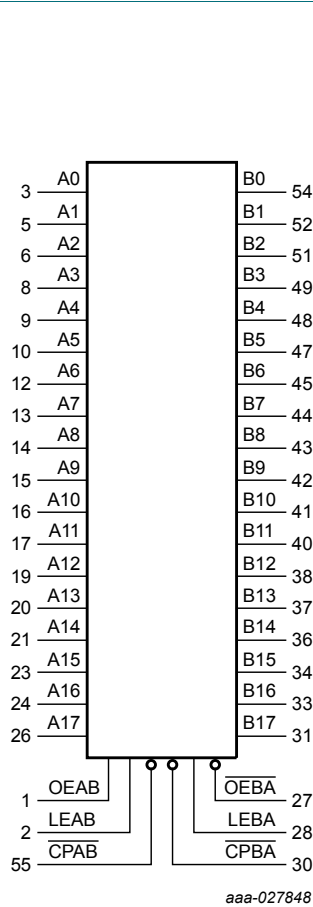 A0 B0
3 54
A1 B1
5 52
A2 B2
6 51
A3 B3
8 49
A4 B4
9 48
A5 B5
10 47
A6 B6
12 45
A7 B7
13 44
A8 B8
14 43
A9 B9
15 42
A10 B10
16 41
A11 B11
17 40
A12 B12
19 38
A13 B13
20 37
A14 B14
21 36
A15 B15
23 34
A16 B16
24 33
A17 B17
26 31
OEAB O̅E̅B̅A̅
1 27
LEAB LEBA
2 28
C̅P̅A̅B̅ C̅P̅B̅A̅
55 30
aaa-027848